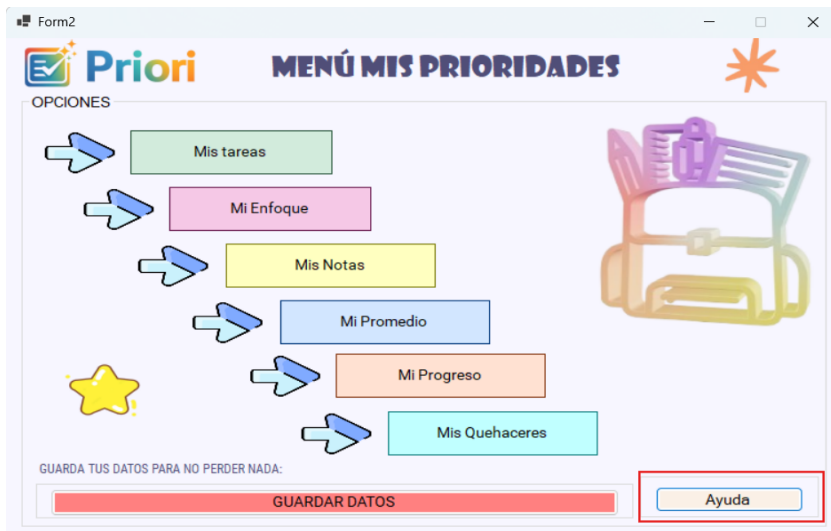 Form2
Priori
MENÚ MIS PRIORIDADES
OPCIONES
Mis tareas
Mi Enfoque
Mis Notas
Mi Promedio
Mi Progreso
Mis Quehaceres
GUARDA TUS DATOS PARA NO PERDER NADA:
GUARDAR DATOS
Ayuda